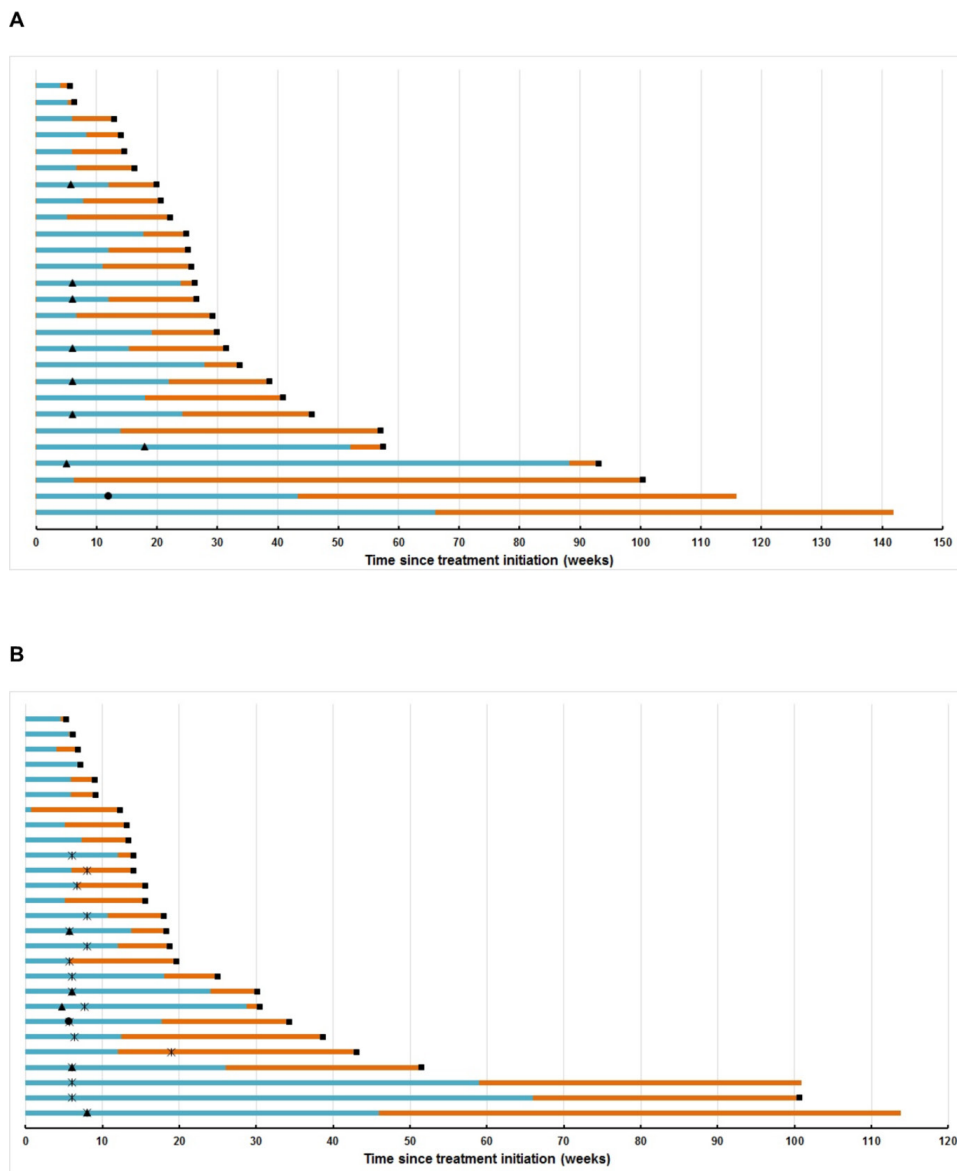 A
0 10 20 30 40 50 60 70 80 90 100 110 120 130 140 150
Time since treatment initiation (weeks)
B
0 10 20 30 40 50 60 70 80 90 100 110 120
Time since treatment initiation (weeks)